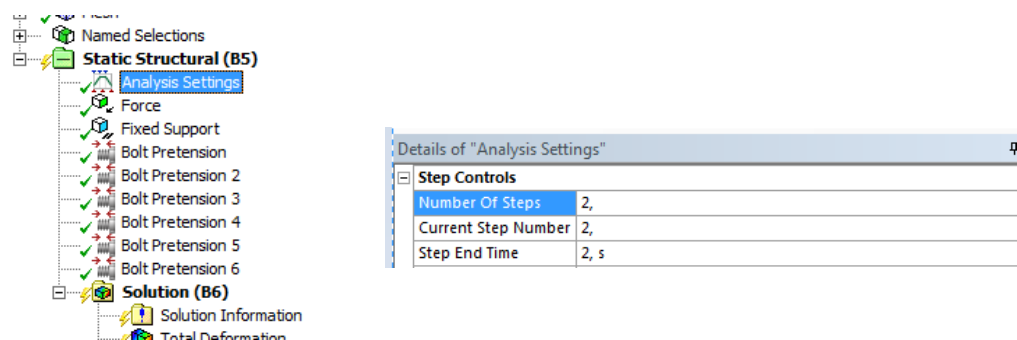 Mesh
Named Selections
Static Structural (B5)
Analysis Settings
Force
Fixed Support
Bolt Pretension
Bolt Pretension 2
Bolt Pretension 3
Bolt Pretension 4
Bolt Pretension 5
Bolt Pretension 6
Solution (B6)
Solution Information
Total Deformation
Details of "Analysis Settings"
Step Controls
Number Of Steps 2,
Current Step Number 2,
Step End Time 2, s